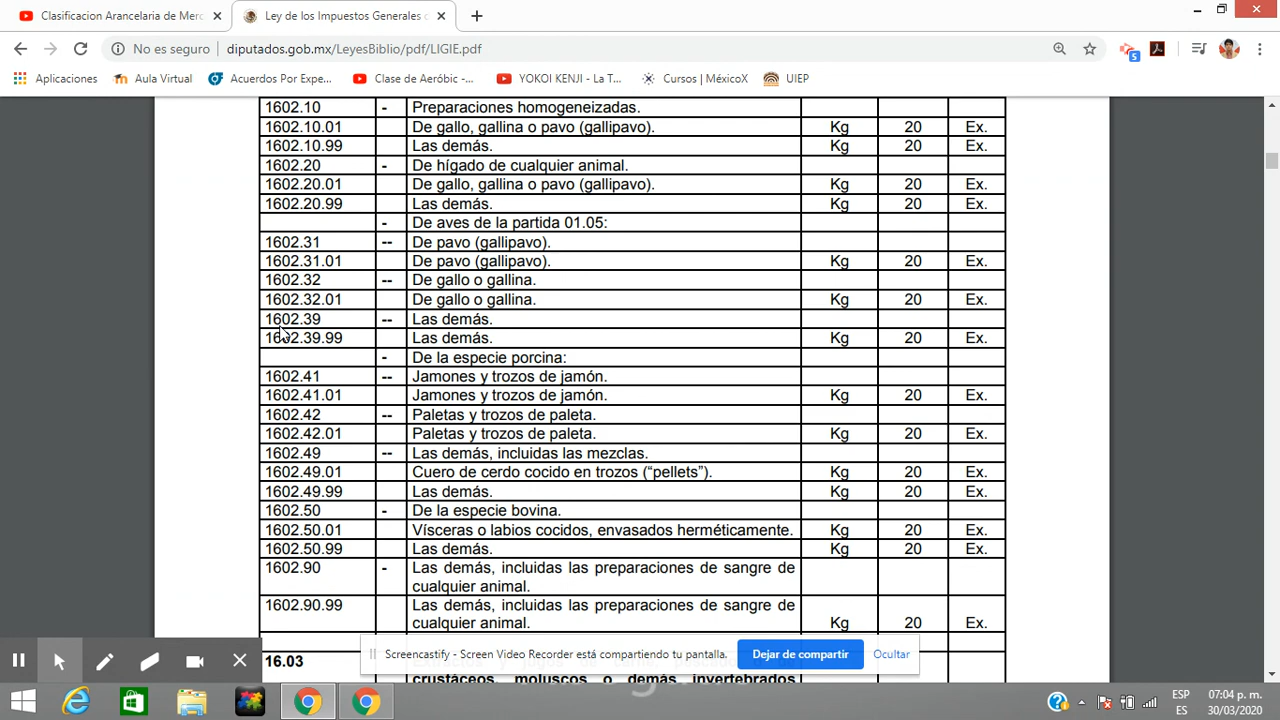 Clasificacion Arancelaria de Merc
Ley de los Impuestos Generales
No es seguro
deputados.gob.mx/LeyesBiblio/pdf/LIGIE.pdf
Aplicaciones
Aula Virtual
Acuerdos Por Expe...
Clase de Aeróbic...
YOKOI KENJI - La T...
Cursos | MéxicoX
UIEP
1602.10 - Preparaciones homogeneizadas.
1602.10.01 De gallo, gallina o pavo (gallipavo). Kg 20 Ex.
1602.10.99 Las demás. Kg 20 Ex.
1602.20 - De hígado de cualquier animal.
1602.20.01 De gallo, gallina o pavo (gallipavo). Kg 20 Ex.
1602.20.99 Las demás. Kg 20 Ex.
- De aves de la partida 01.05:
1602.31 -- De pavo (gallipavo).
1602.31.01 De pavo (gallipavo). Kg 20 Ex.
1602.32 -- De gallo o gallina.
1602.32.01 De gallo o gallina. Kg 20 Ex.
1602.39 -- Las demás.
1602.39.99 Las demás. Kg 20 Ex.
- De la especie porcina:
1602.41 -- Jamones y trozos de jamón.
1602.41.01 Jamones y trozos de jamón. Kg 20 Ex.
1602.42 -- Paletas y trozos de paleta.
1602.42.01 Paletas y trozos de paleta. Kg 20 Ex.
1602.49 -- Las demás, incluidas las mezclas.
1602.49.01 Cuero de cerdo cocido en trozos (“pellets”). Kg 20 Ex.
1602.49.99 Las demás. Kg 20 Ex.
1602.50 - De la especie bovina.
1602.50.01 Vísceras o labios cocidos, envasados herméticamente. Kg 20 Ex.
1602.50.99 Las demás. Kg 20 Ex.
1602.90 - Las demás, incluidas las preparaciones de sangre de
cualquier animal.
1602.90.99 Las demás, incluidas las preparaciones de sangre de
cualquier animal. Kg 20 Ex.
16.03
crustáceos, moluscos o demás invertebrados
Screencastify - Screen Video Recorder está compartiendo tu pantalla.
Dejar de compartir
Ocultar
5
ESP
ES
07:04 p. m.
30/03/2020